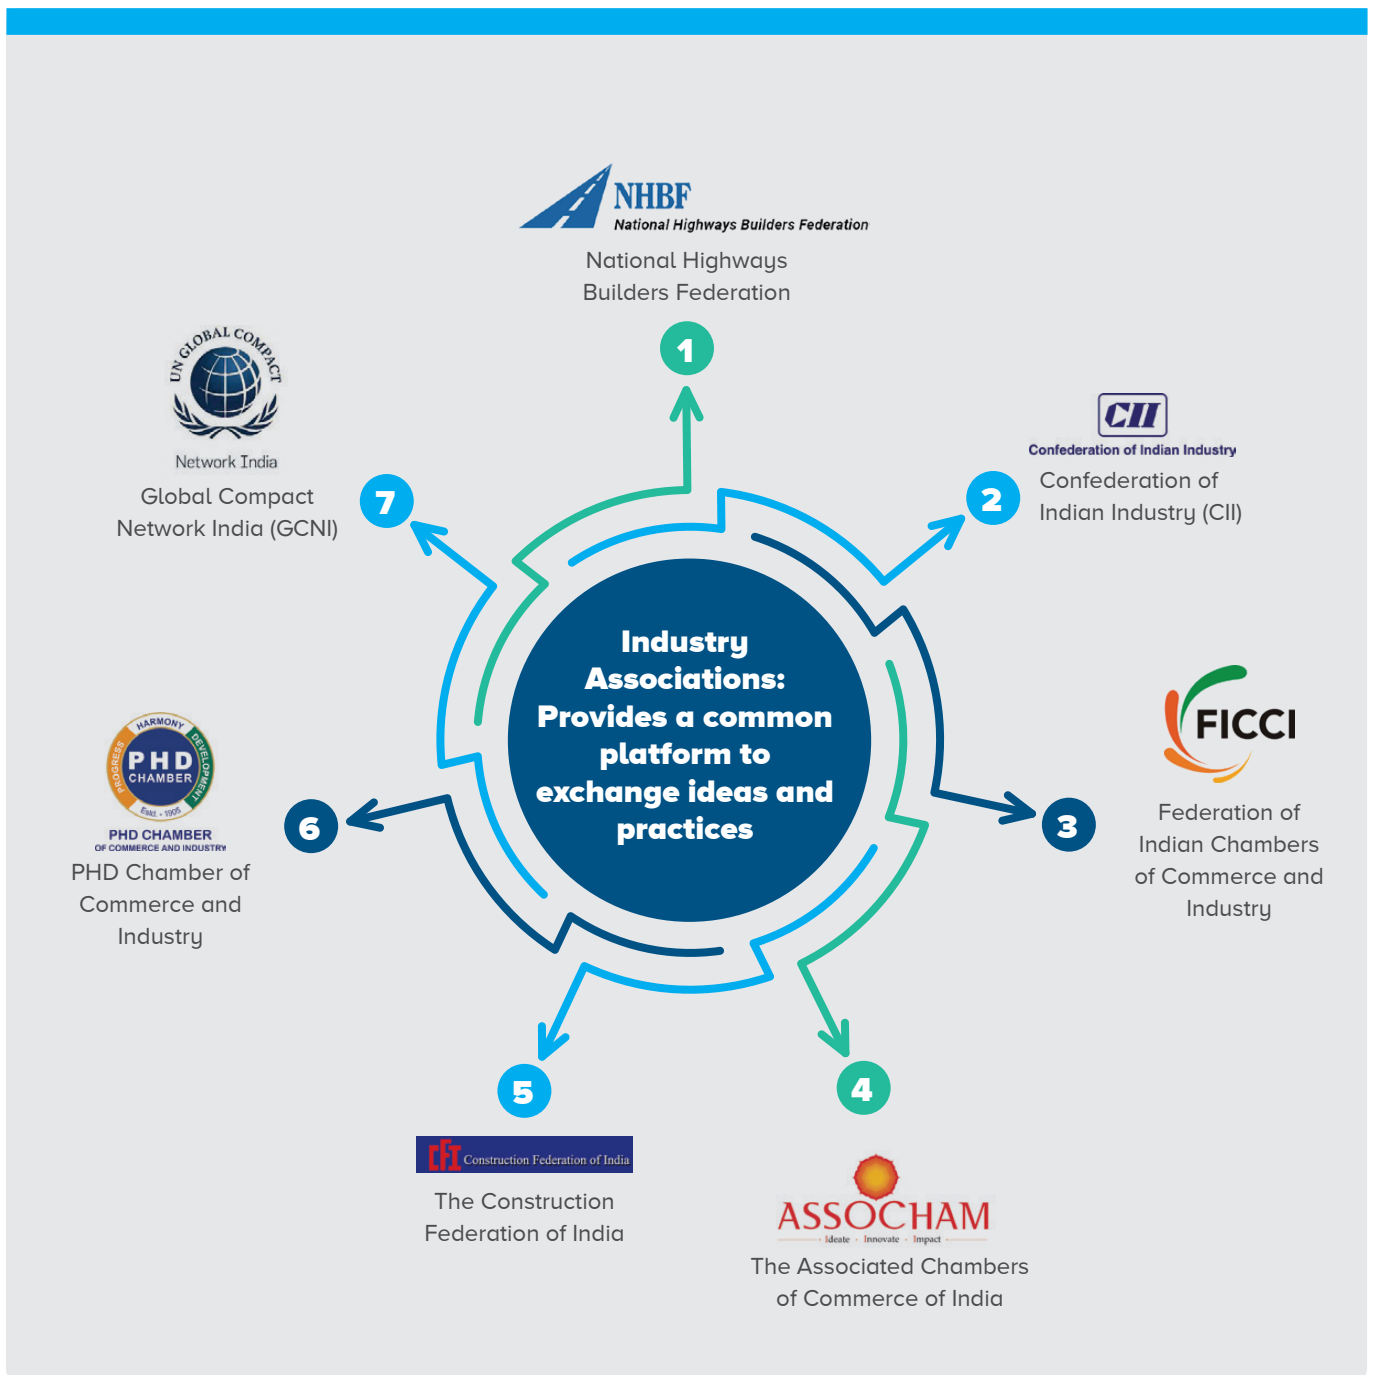 NHBF
National Highways Builders Federation
National Highways
Builders Federation
1
CII
Confederation of Indian Industry
Confederation of
Indian Industry (CII)
2
FICCI
Federation of
Indian Chambers
of Commerce and
Industry
3
ASSOCHAM
Ideate · Innovate · Impact
The Associated Chambers
of Commerce of India
4
CFI Construction Federation of India
The Construction
Federation of India
5
HARMONY
PROGRESS
DEVELOPMENT
PHD
CHAMBER
Estd. - 1905
PHD CHAMBER
OF COMMERCE AND INDUSTRY
PHD Chamber of
Commerce and
Industry
6
UN GLOBAL COMPACT
Network India
Global Compact
Network India (GCNI)
7
Industry
Associations:
Provides a common
platform to
exchange ideas and
practices